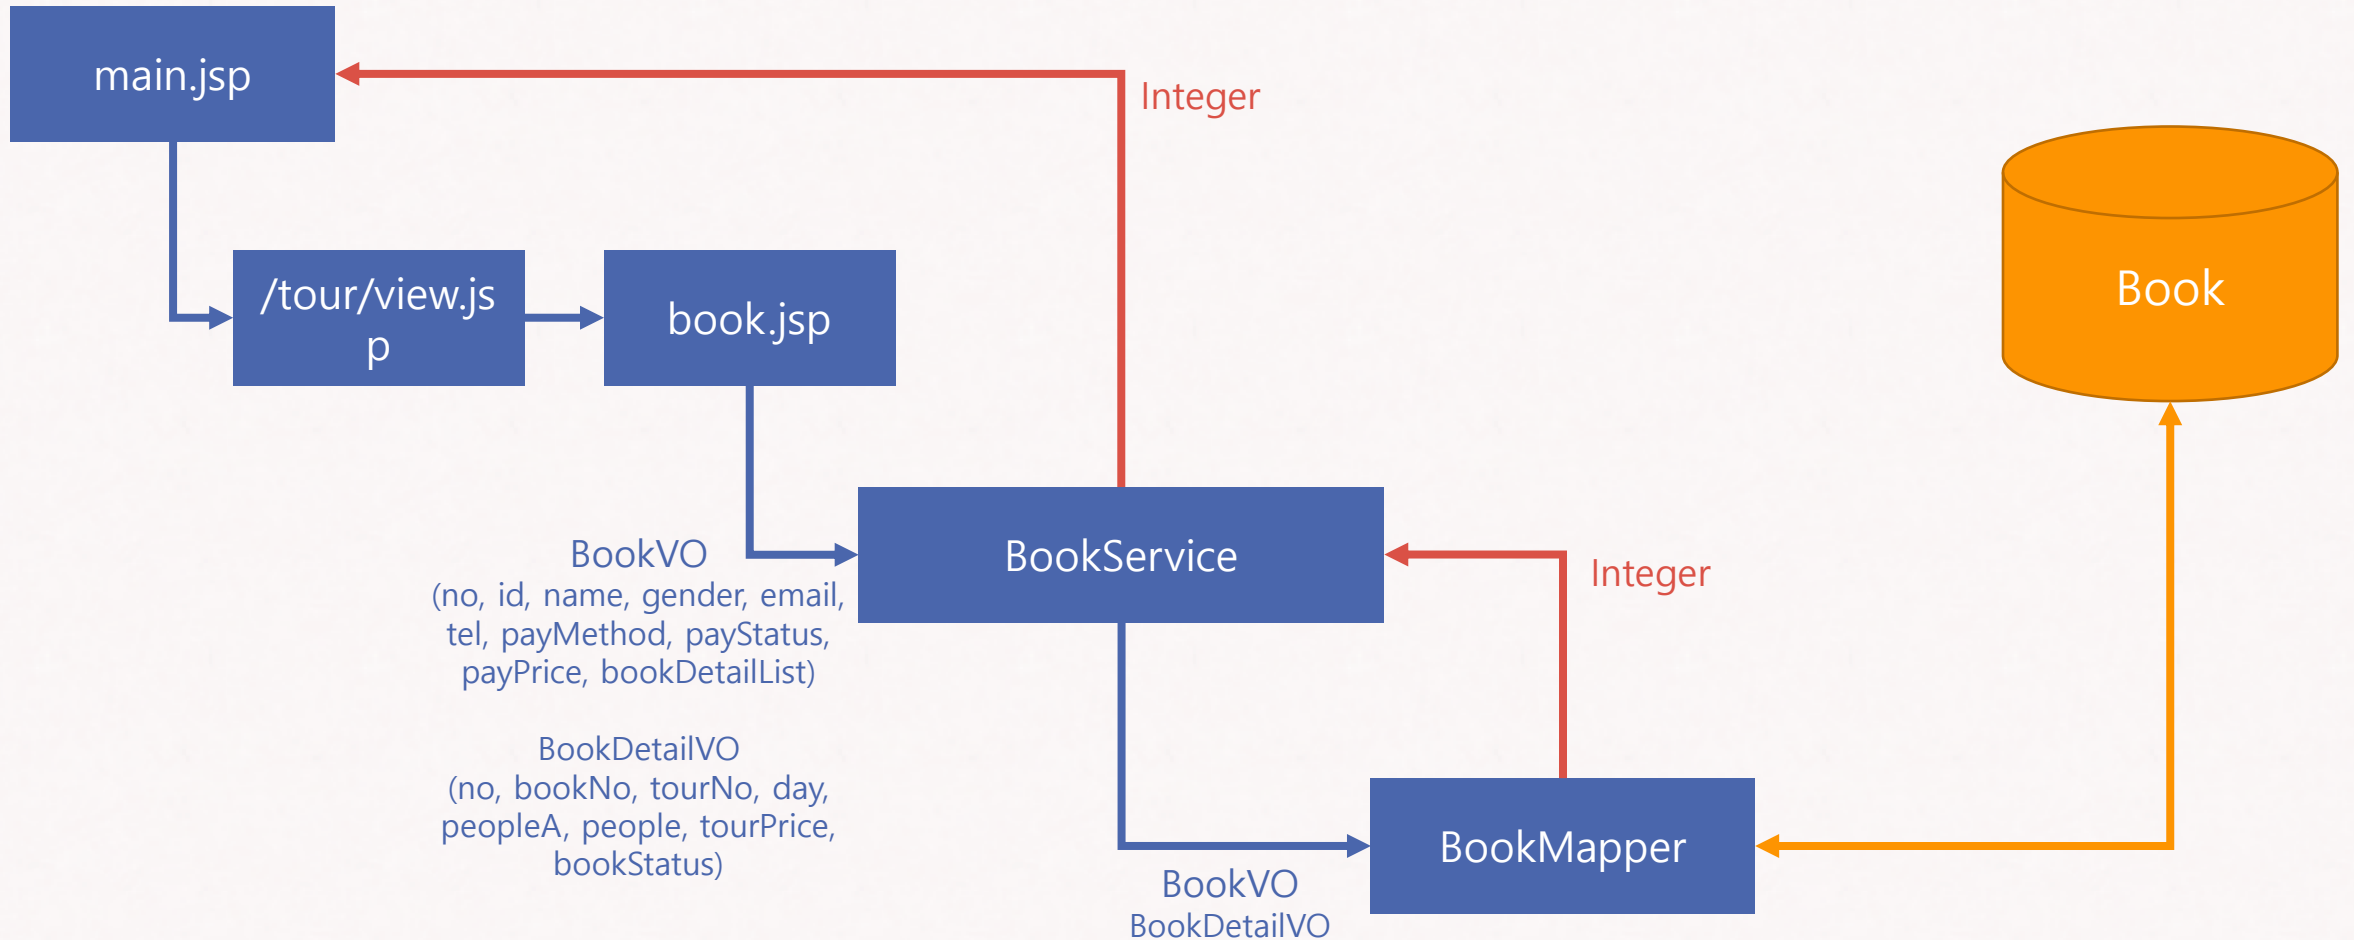 main.jsp
Integer
/tour/view.js
p
book.jsp
Book
BookService
BookVO
(no, id, name, gender, email,
tel, payMethod, payStatus,
payPrice, bookDetailList)
Integer
BookDetailVO
(no, bookNo, tourNo, day,
peopleA, people, tourPrice,
bookStatus)
BookMapper
BookVO
BookDetailVO